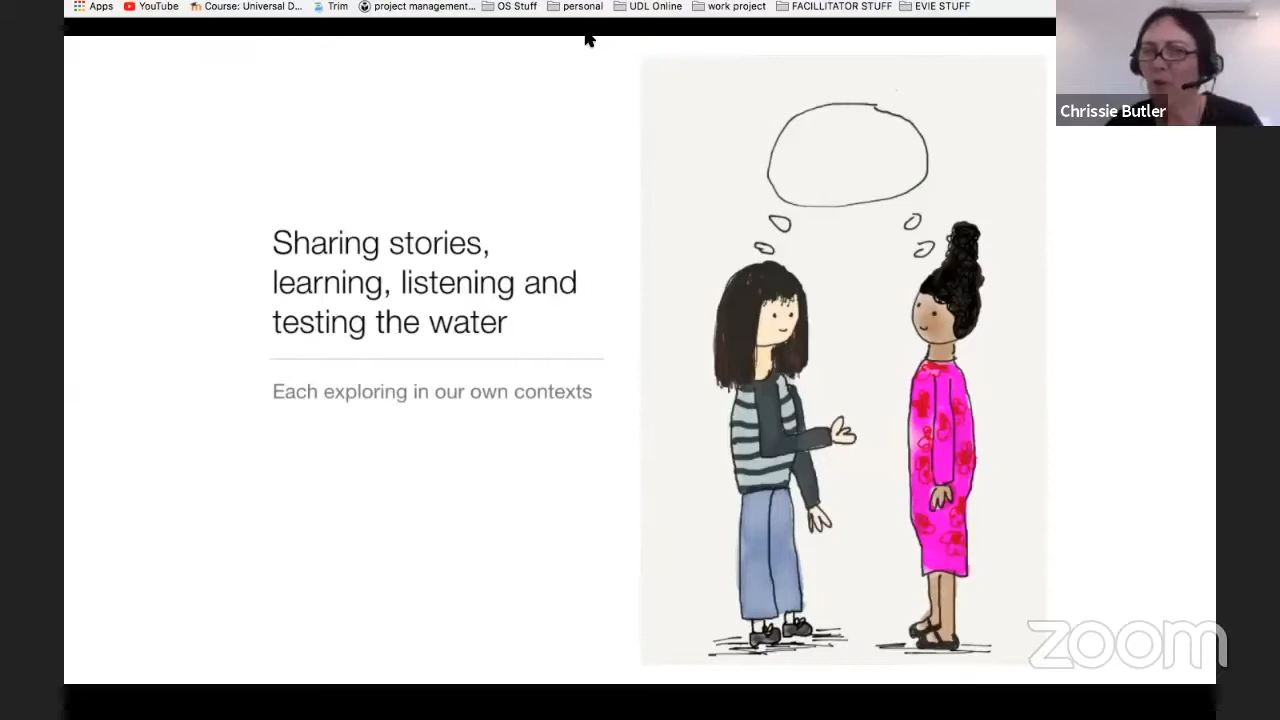 Apps YouTube Course: Universal D... Trim project management... OS Stuff personal UDL Online work project FACILLITATOR STUFF EVIE STUFF
Chrissie Butler
Sharing stories,
learning, listening and
testing the water
Each exploring in our own contexts
zoom